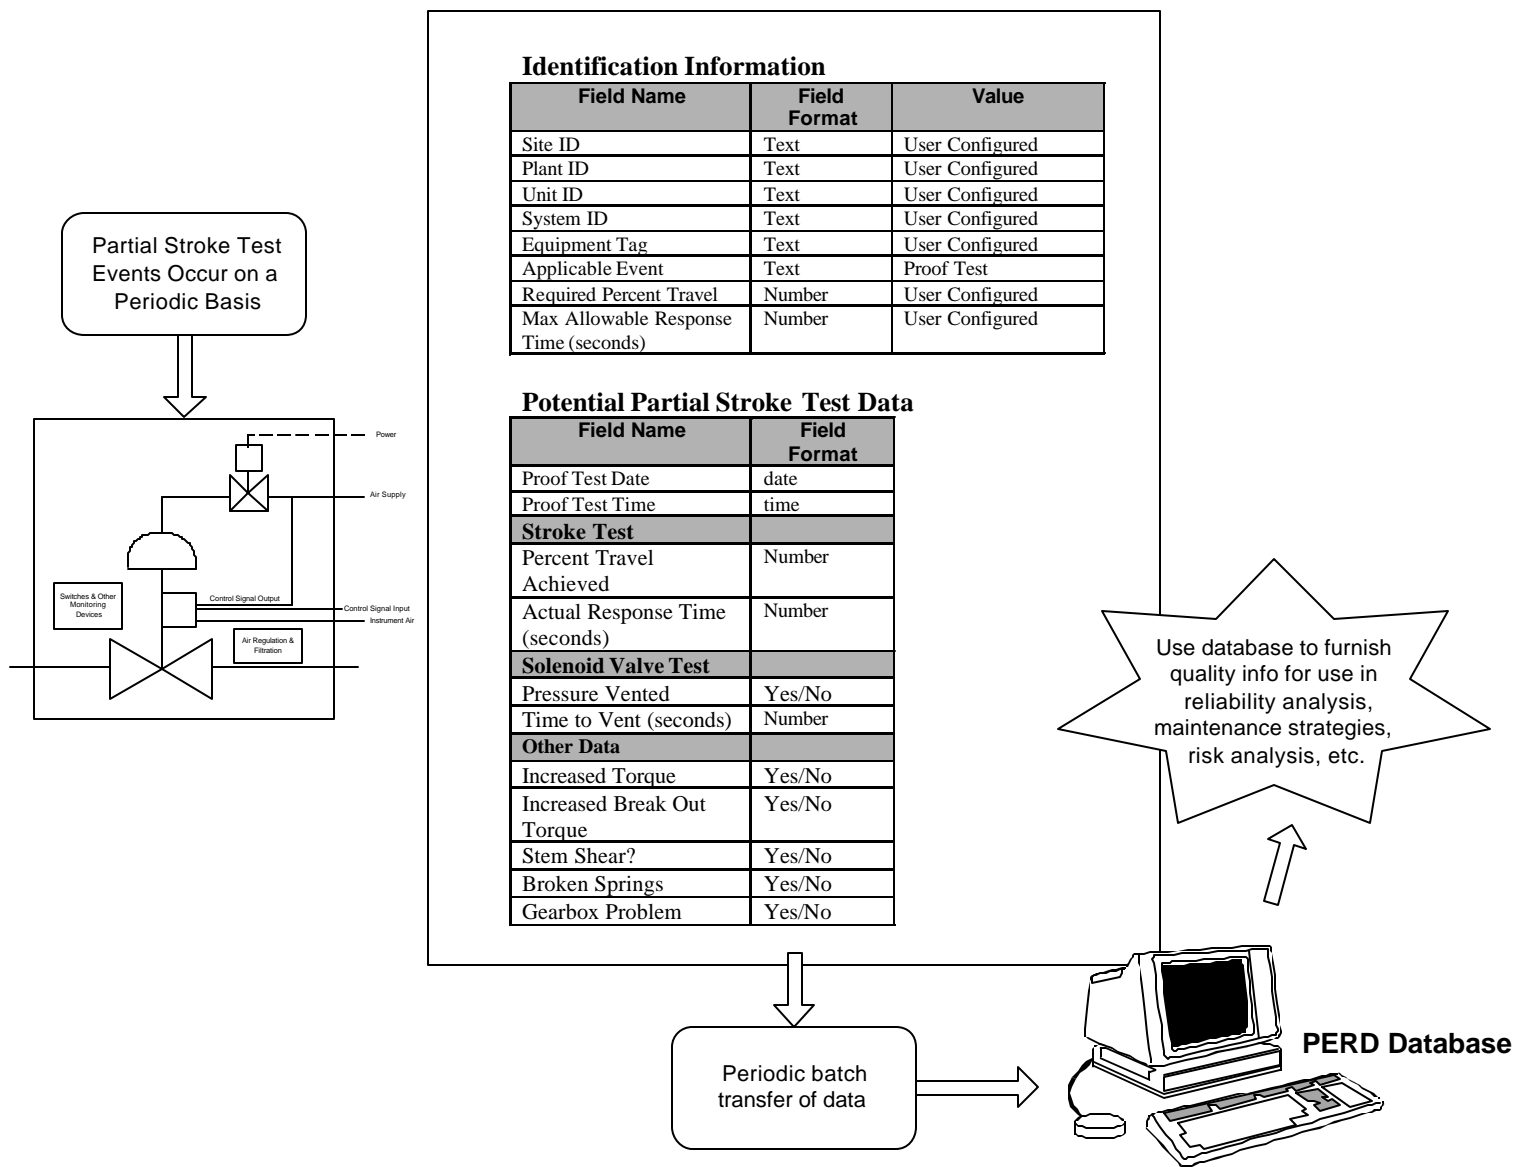 Partial Stroke Test
Events Occur on a
Periodic Basis
Power
Air Supply
Switches & Other
Monitoring
Devices
Control Signal Output
Control Signal Input
Instrument Air
Air Regulation &
Filtration
Identification Information
Field Name Field Value
Format
Site ID Text User Configured
Plant ID Text User Configured
Unit ID Text User Configured
System ID Text User Configured
Equipment Tag Text User Configured
Applicable Event Text Proof Test
Required Percent Travel Number User Configured
Max Allowable Response Number User Configured
Time (seconds)
Potential Partial Stroke Test Data
Field Name Field
Format
Proof Test Date date
Proof Test Time time
Stroke Test
Percent Travel Number
Achieved
Actual Response Time Number
(seconds)
Solenoid Valve Test
Pressure Vented Yes/No
Time to Vent (seconds) Number
Other Data
Increased Torque Yes/No
Increased Break Out Yes/No
Torque
Stem Shear? Yes/No
Broken Springs Yes/No
Gearbox Problem Yes/No
Periodic batch
transfer of data
PERD Database
Use database to furnish
quality info for use in
reliability analysis,
maintenance strategies,
risk analysis, etc.